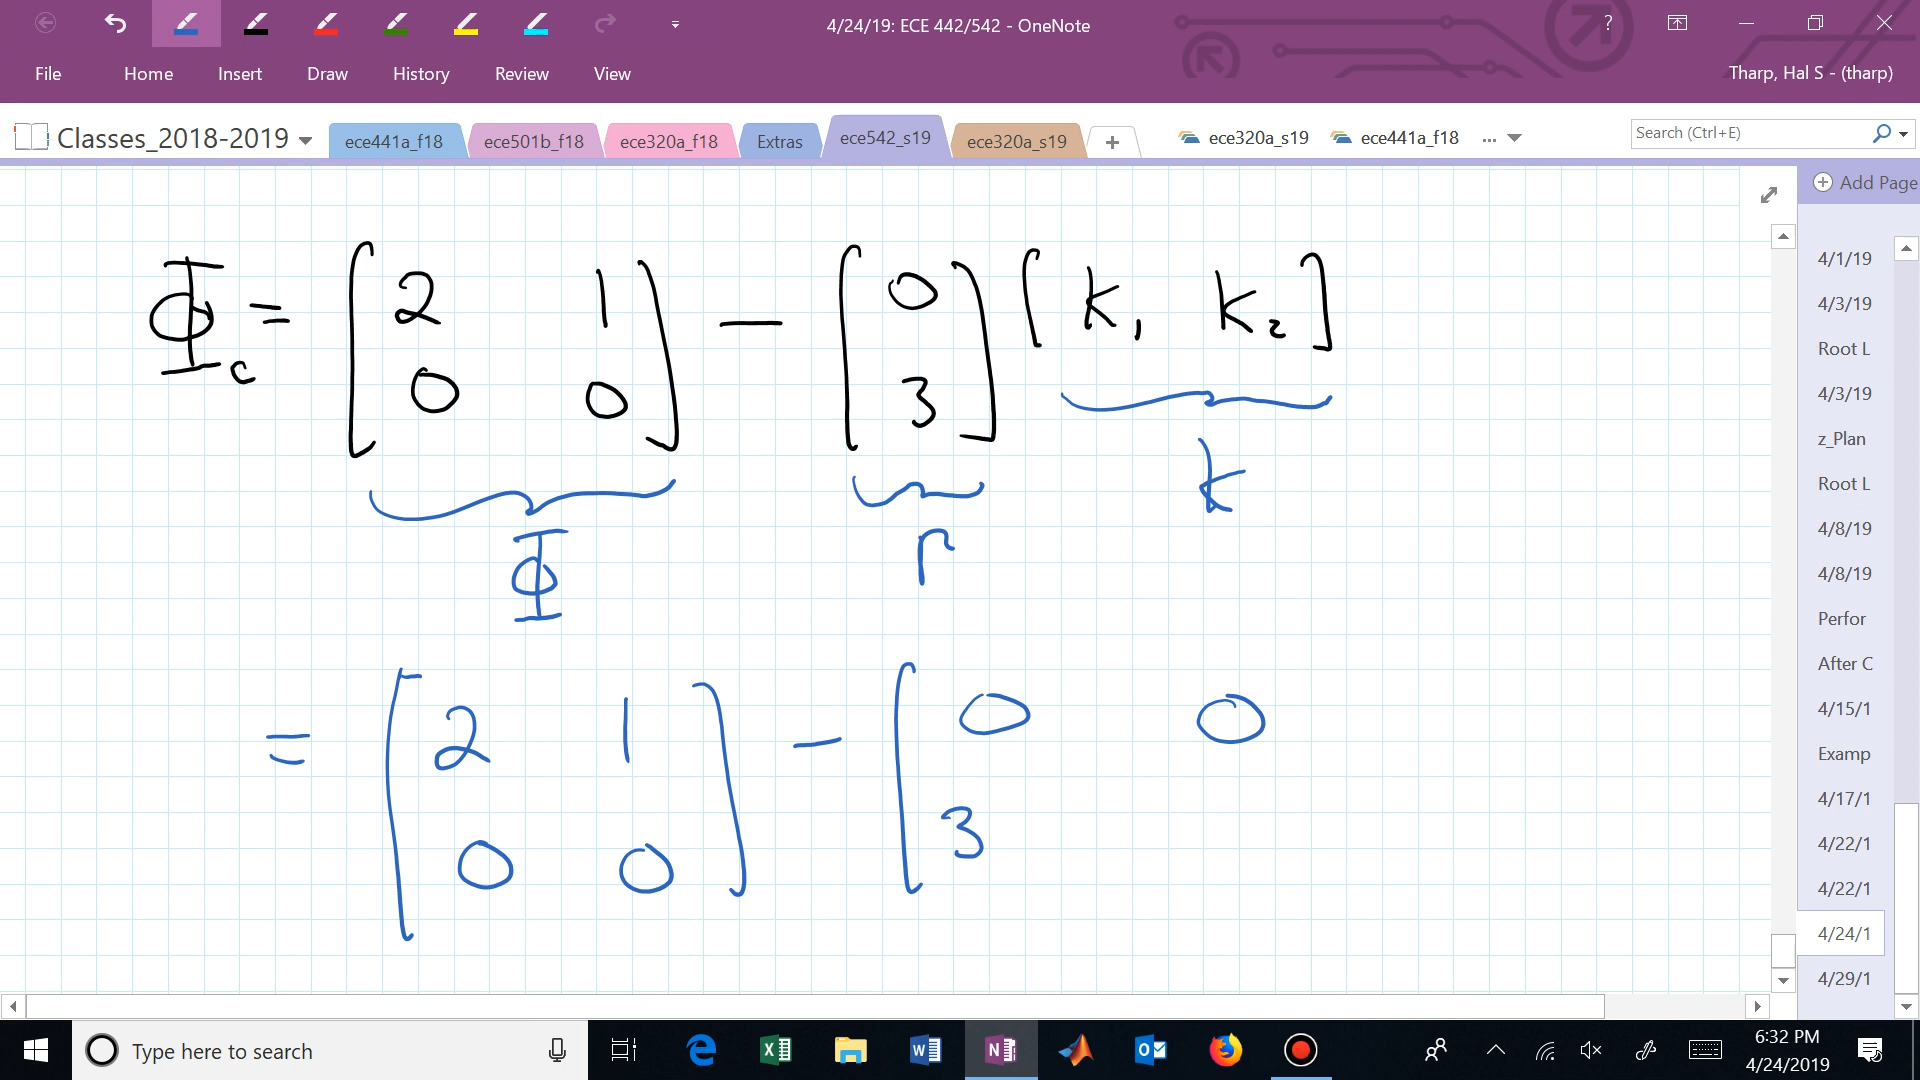 4/24/19: ECE 442/542 - OneNote
?
File Home Insert Draw History Review View
Tharp, Hal S - (tharp)
Classes_2018-2019
ece441a_f18 ece501b_f18 ece320a_f18 Extras ece542_s19 ece320a_s19 +
ece320a_s19 ece441a_f18 ...
Search (Ctrl+E)
Add Page
4/1/19
4/3/19
Root L
4/3/19
z_Plan
Root L
4/8/19
4/8/19
Perfor
After C
4/15/1
Examp
4/17/1
4/22/1
4/22/1
4/24/1
4/29/1
Φc = [ 2 1 ] - [ 0 ] [ k₁ k₂ ]
0 0 3
Φ Γ K
= [ 2 1 ] - [ 0 0
0 0 3
Type here to search
6:32 PM
4/24/2019